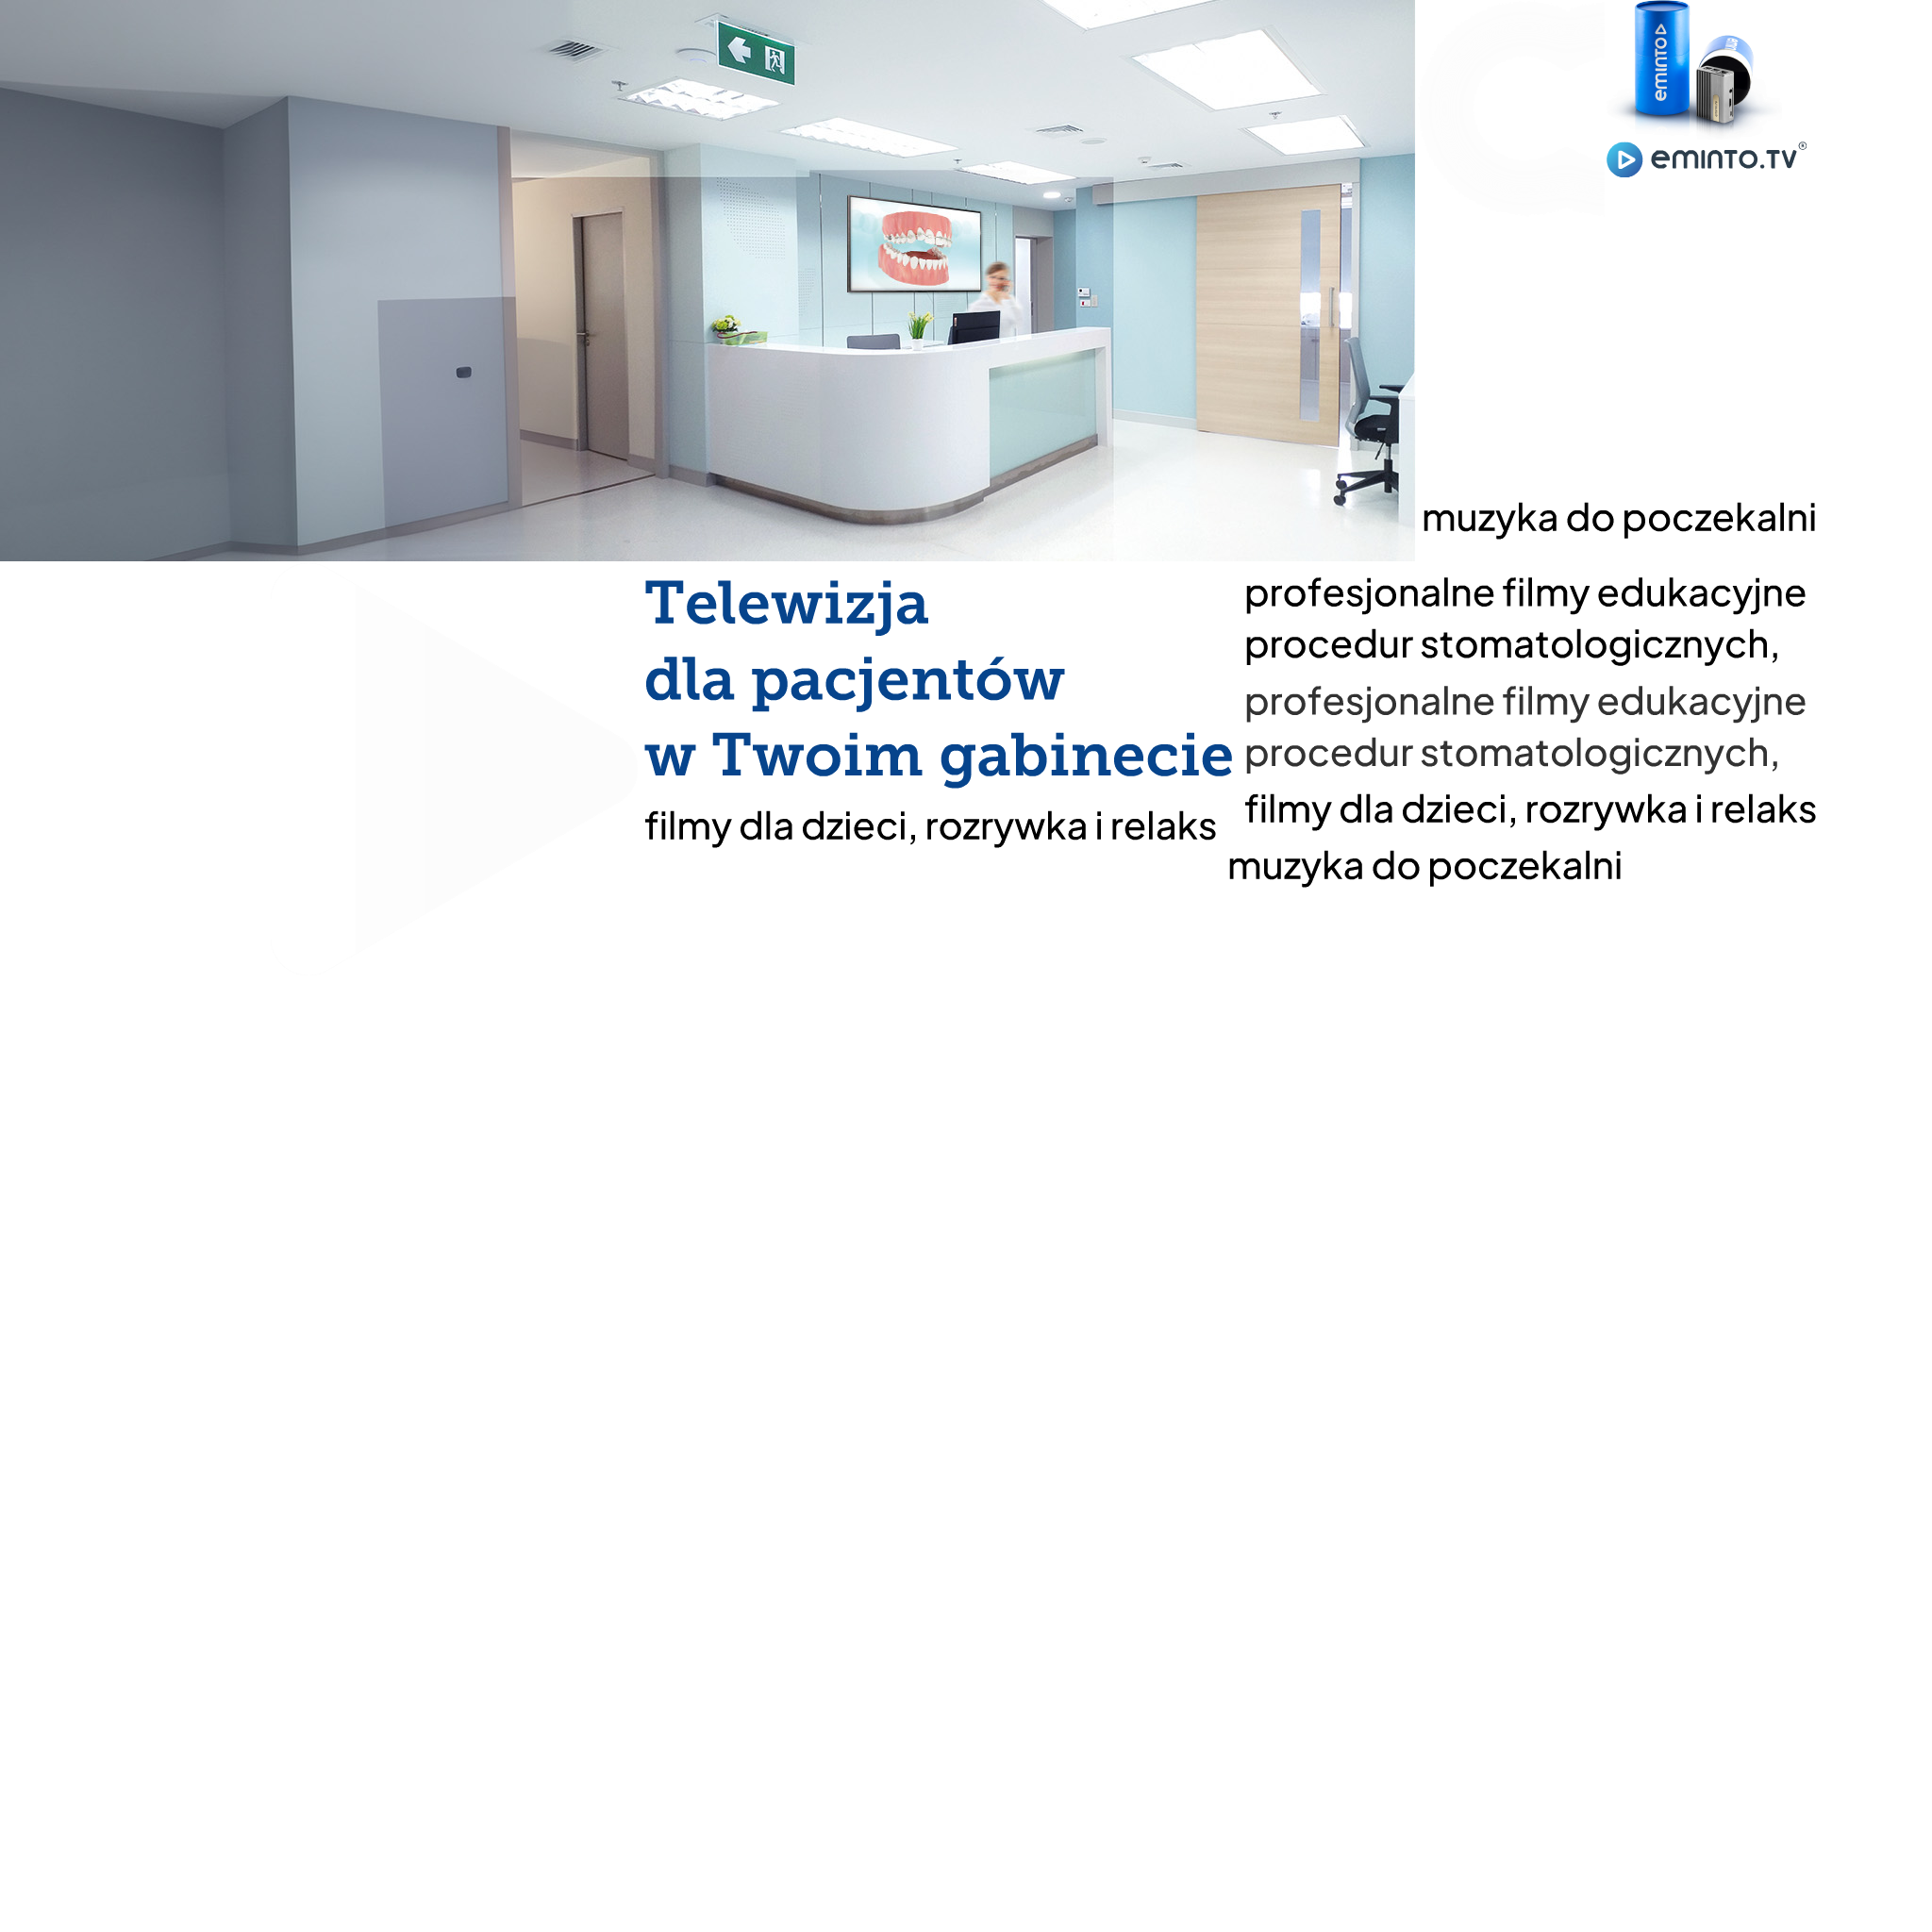 eminto
eminto.tv®
muzyka do poczekalni
Telewizja
dla pacjentów
w Twoim gabinecie
filmy dla dzieci, rozrywka i relaks
profesjonalne filmy edukacyjne
procedur stomatologicznych,
profesjonalne filmy edukacyjne
procedur stomatologicznych,
filmy dla dzieci, rozrywka i relaks
muzyka do poczekalni